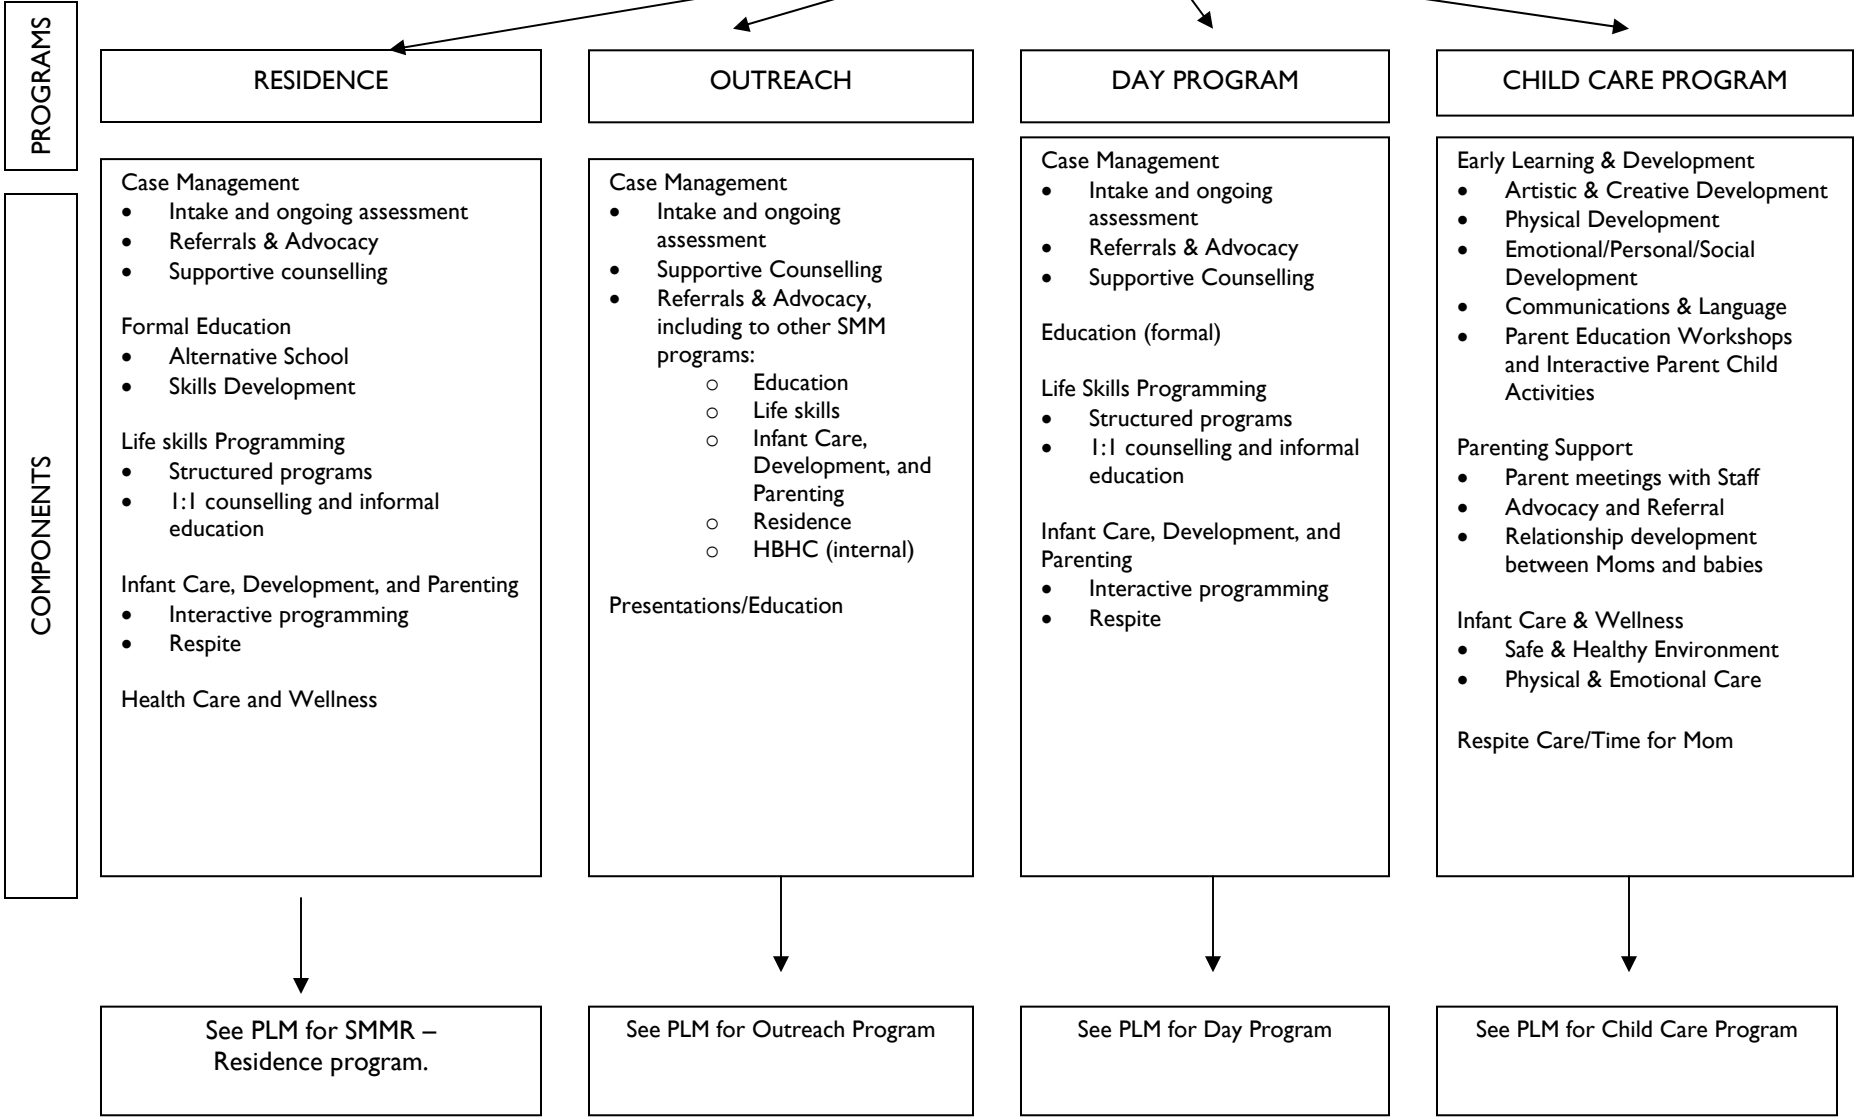 PROGRAMS
RESIDENCE
OUTREACH
DAY PROGRAM
CHILD CARE PROGRAM
COMPONENTS
Case Management
• Intake and ongoing assessment
• Referrals & Advocacy
• Supportive counselling
Formal Education
• Alternative School
• Skills Development
Life skills Programming
• Structured programs
• 1:1 counselling and informal
education
Infant Care, Development, and Parenting
• Interactive programming
• Respite
Health Care and Wellness
Case Management
• Intake and ongoing
assessment
• Supportive Counselling
• Referrals & Advocacy,
including to other SMM
programs:
o Education
o Life skills
o Infant Care,
Development, and
Parenting
o Residence
o HBHC (internal)
Presentations/Education
Case Management
• Intake and ongoing
assessment
• Referrals & Advocacy
• Supportive Counselling
Education (formal)
Life Skills Programming
• Structured programs
• 1:1 counselling and informal
education
Infant Care, Development, and
Parenting
• Interactive programming
• Respite
Early Learning & Development
• Artistic & Creative Development
• Physical Development
• Emotional/Personal/Social
Development
• Communications & Language
• Parent Education Workshops
and Interactive Parent Child
Activities
Parenting Support
• Parent meetings with Staff
• Advocacy and Referral
• Relationship development
between Moms and babies
Infant Care & Wellness
• Safe & Healthy Environment
• Physical & Emotional Care
Respite Care/Time for Mom
See PLM for SMMR –
Residence program.
See PLM for Outreach Program
See PLM for Day Program
See PLM for Child Care Program